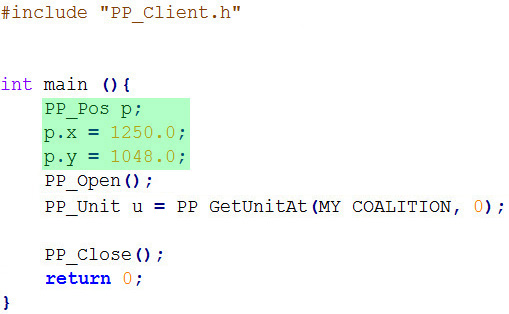 #include "PP_Client.h"
int main (){
PP_Pos p;
p.x = 1250.0;
p.y = 1048.0;
PP_Open();
PP_Unit u = PP GetUnitAt(MY COALITION, 0);
PP_Close();
return 0;
}